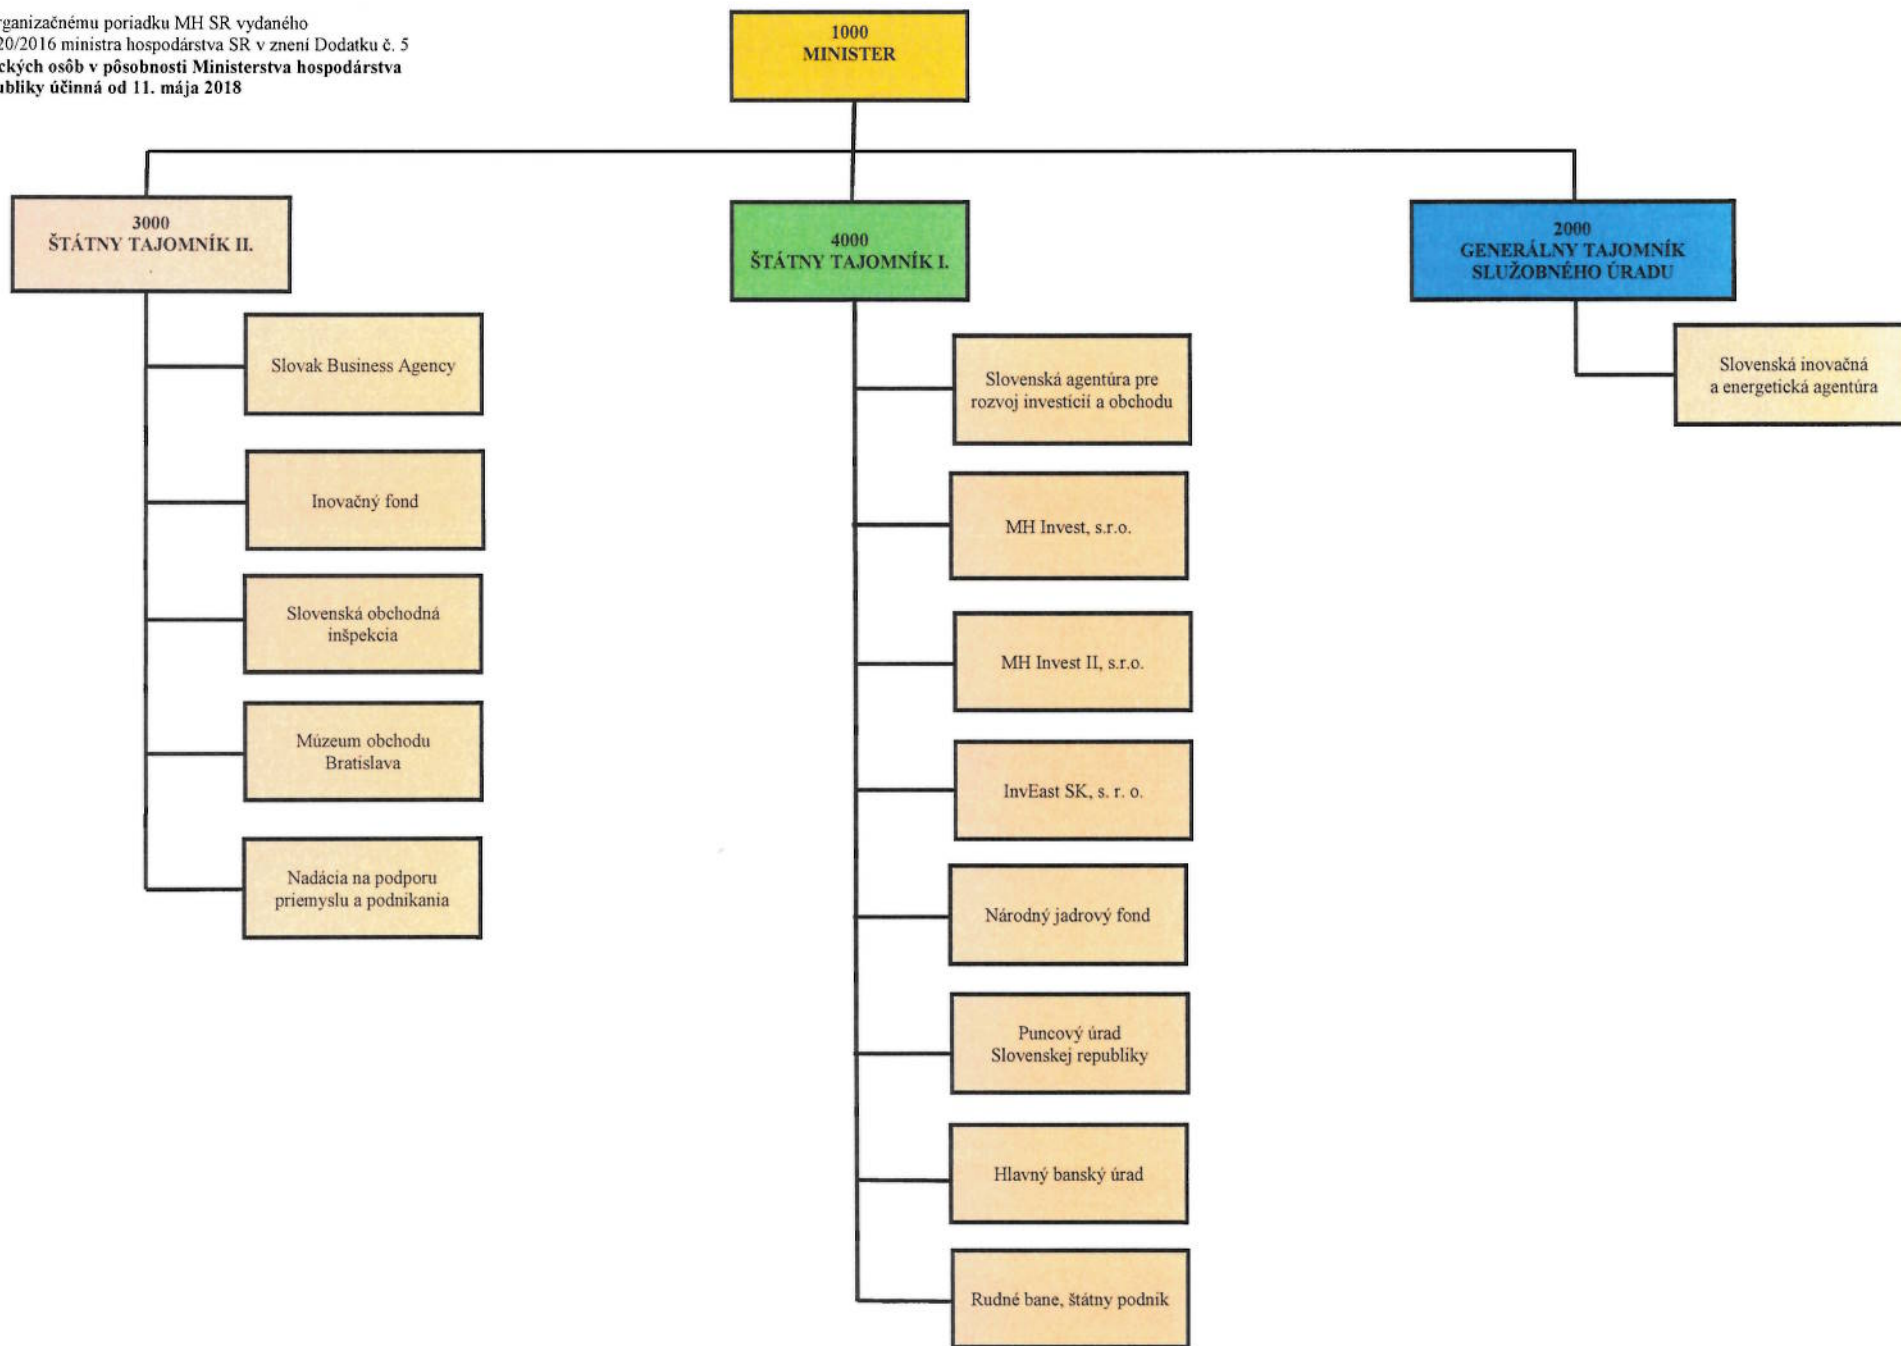 organizačnému poriadku MH SR vydaného
20/2016 ministra hospodárstva SR v znení Dodatku č. 5
ckých osôb v pôsobnosti Ministerstva hospodárstva
ubliky účinná od 11. mája 2018
1000
MINISTER
3000
ŠTÁTNY TAJOMNÍK II.
4000
ŠTÁTNY TAJOMNÍK I.
2000
GENERÁLNY TAJOMNÍK
SLUŽOBNÉHO ÚRADU
Slovak Business Agency
Inovačný fond
Slovenská obchodná
inšpekcia
Múzeum obchodu
Bratislava
Nadácia na podporu
priemyslu a podnikania
Slovenská agentúra pre
rozvoj investícií a obchodu
MH Invest, s.r.o.
MH Invest II, s.r.o.
InvEast SK, s. r. o.
Národný jadrový fond
Puncový úrad
Slovenskej republiky
Hlavný banský úrad
Rudné bane, štátny podnik
Slovenská inovačná
a energetická agentúra